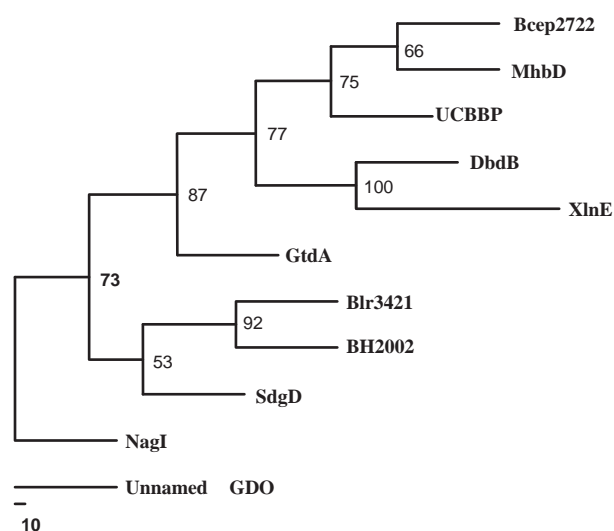 Bcep2722
66
MhbD
75
UCBBP
77
DbdB
100
XlnE
87
GtdA
73
Blr3421
92
BH2002
53
SdgD
NagI
Unnamed GDO
10